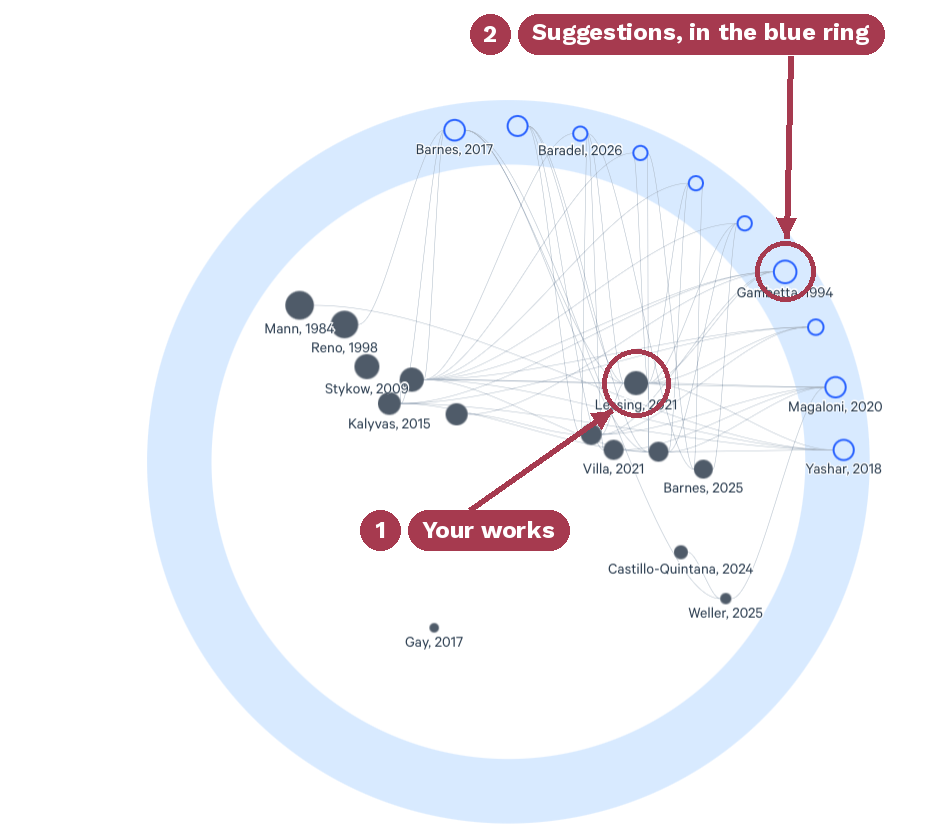 2 Suggestions, in the blue ring
Barnes, 2017
Baradel, 2026
Gambetta, 1994
Mann, 1984
Reno, 1998
Stykow, 2009
Lessing, 2021
Magaloni, 2020
Kalyvas, 2015
Villa, 2021
Yashar, 2018
Barnes, 2025
1 Your works
Castillo-Quintana, 2024
Weller, 2025
Gay, 2017